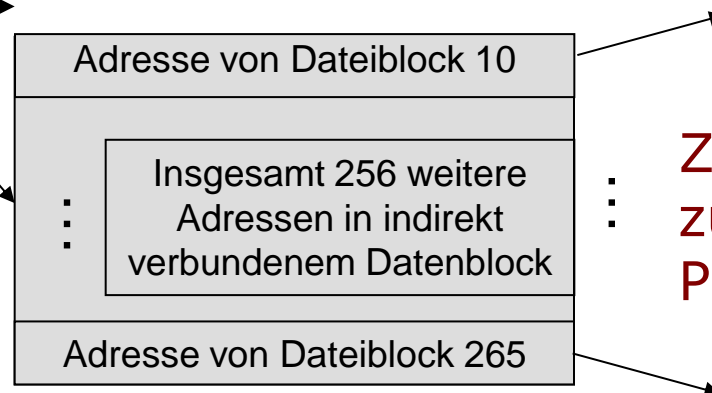 Adresse von Dateiblock 10
Insgesamt 256 weitere
Adressen in indirekt
verbundenem Datenblock
Adresse von Dateiblock 265